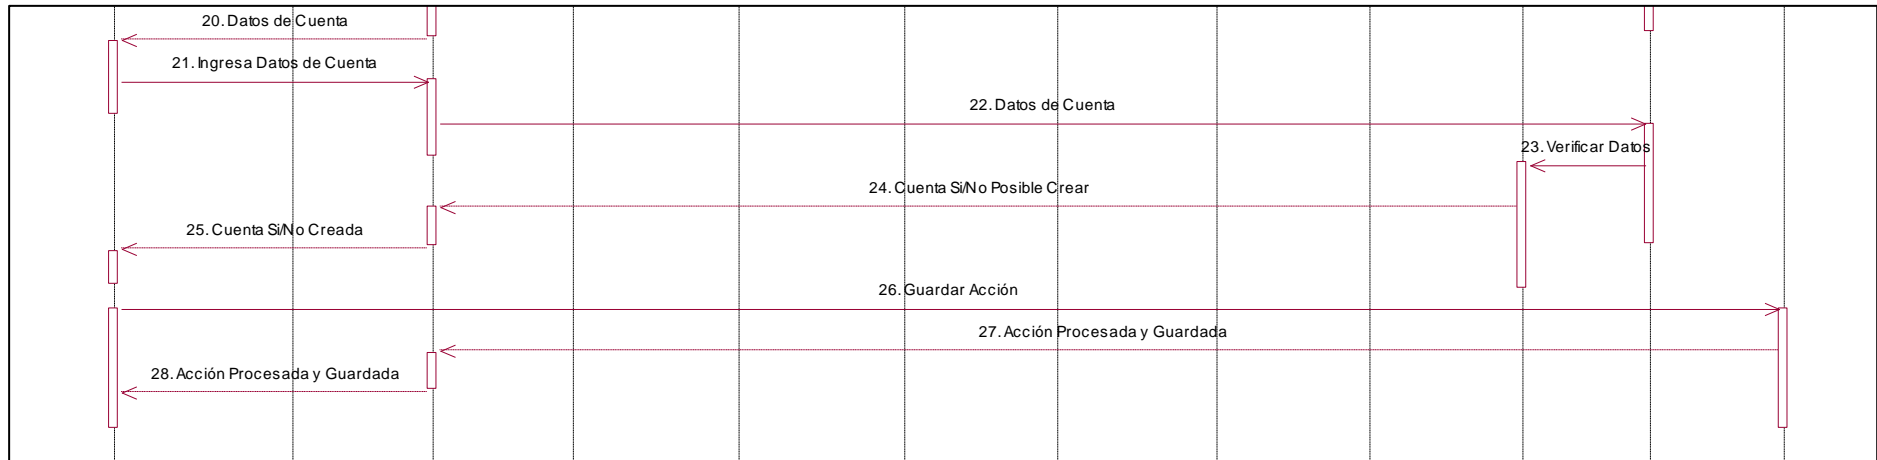 20. Datos de Cuenta
21. Ingresa Datos de Cuenta
22. Datos de Cuenta
23. Verificar Datos
24. Cuenta Si/No Posible Crear
25. Cuenta Si/No Creada
26. Guardar Acción
27. Acción Procesada y Guardada
28. Acción Procesada y Guardada